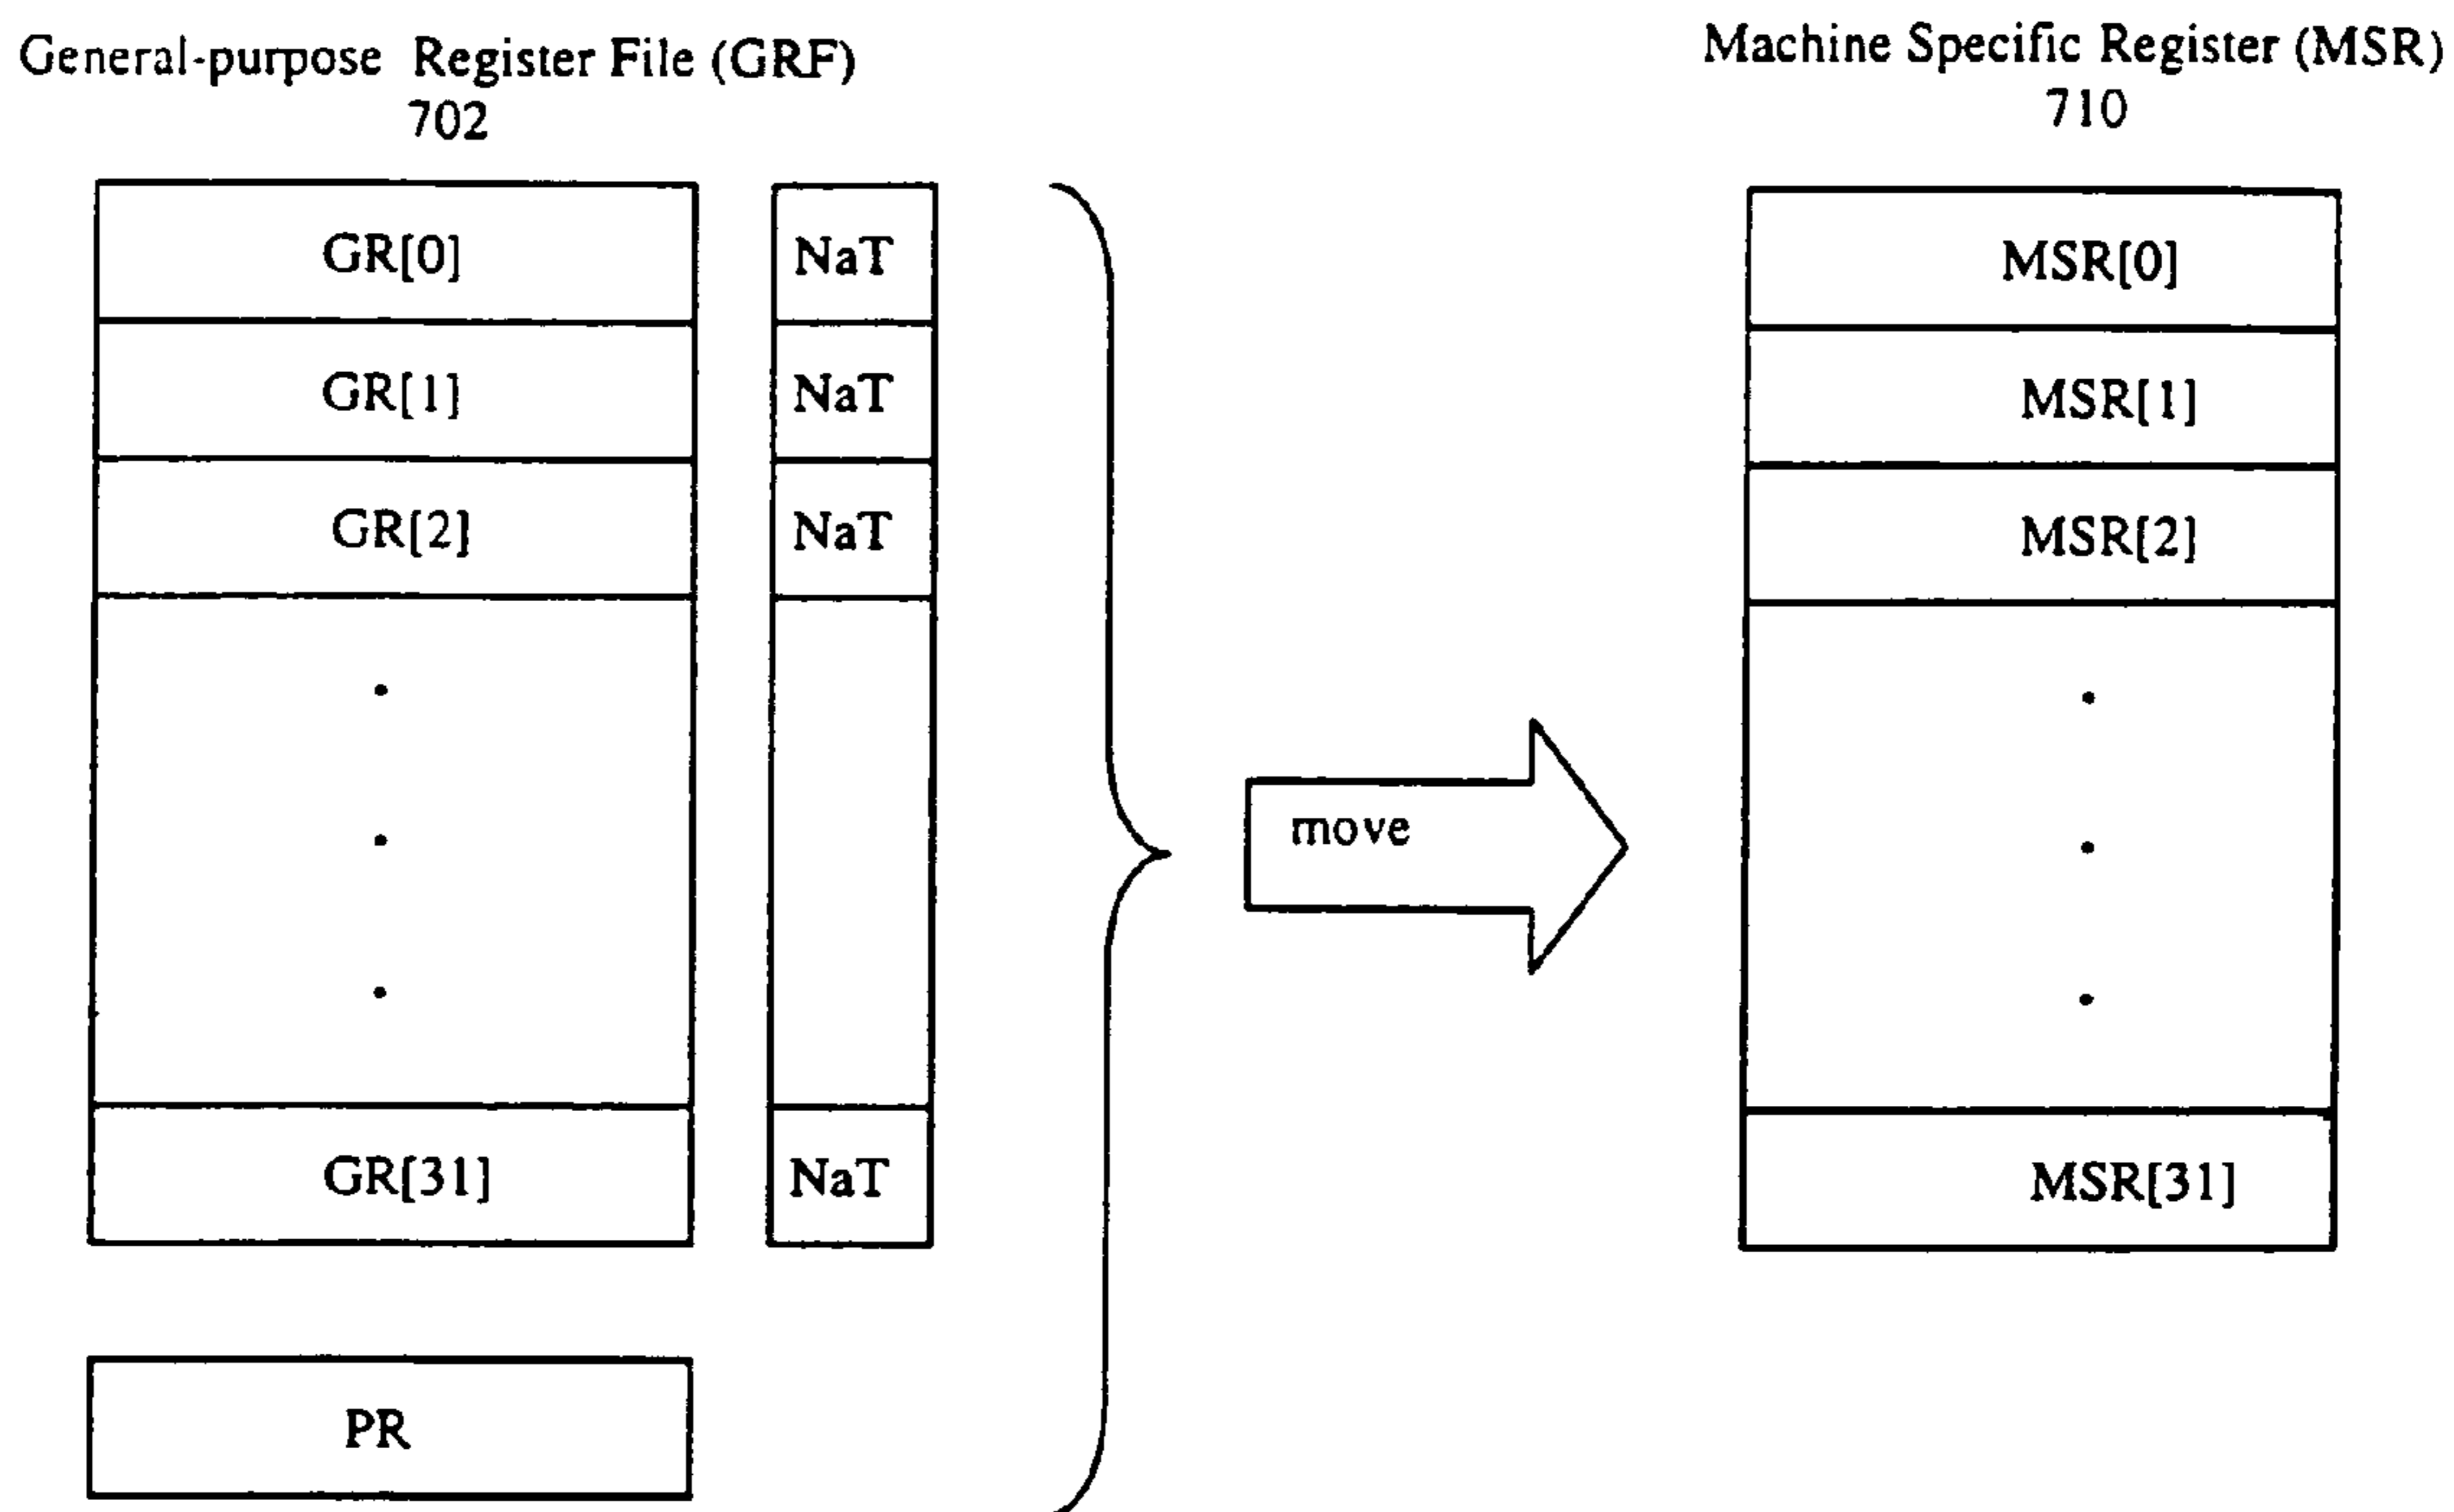 General-purpose Register File (GRF)
702
Machine Specific Register (MSR)
710
GR[0]
NaT
MSR[0]
GR[1]
NaT
MSR[1]
GR[2]
NaT
MSR[2]
move
GR[31]
NaT
MSR[31]
PR